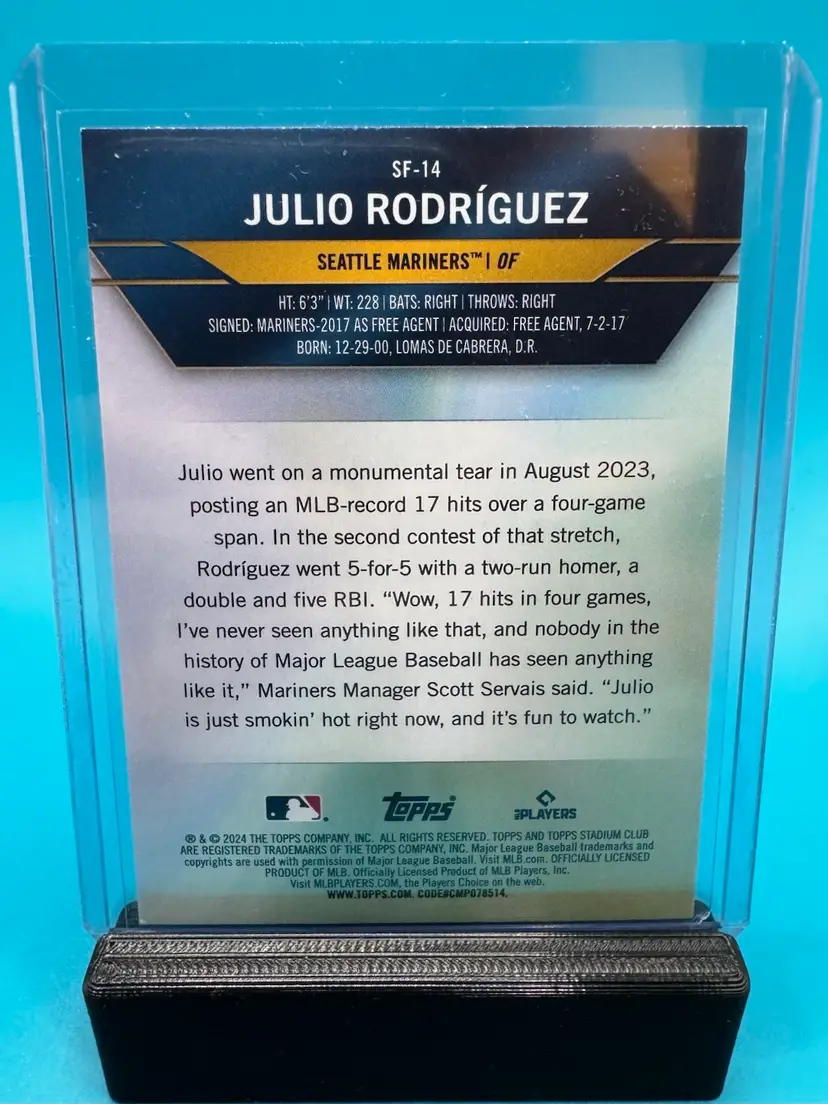 SF-14
JULIO RODRÍGUEZ
SEATTLE MARINERS™ | OF
HT: 6'3" | WT: 228 | BATS: RIGHT | THROWS: RIGHT
SIGNED: MARINERS-2017 AS FREE AGENT | ACQUIRED: FREE AGENT, 7-2-17
BORN: 12-29-00, LOMAS DE CABRERA, D.R.
Julio went on a monumental tear in August 2023,
posting an MLB-record 17 hits over a four-game
span. In the second contest of that stretch,
Rodríguez went 5-for-5 with a two-run homer, a
double and five RBI. “Wow, 17 hits in four games,
I’ve never seen anything like that, and nobody in the
history of Major League Baseball has seen anything
like it,” Mariners Manager Scott Servais said. “Julio
is just smokin’ hot right now, and it’s fun to watch.”
Topps
PLAYERS
® & © 2024 THE TOPPS COMPANY, INC. ALL RIGHTS RESERVED. TOPPS AND TOPPS STADIUM CLUB
ARE REGISTERED TRADEMARKS OF THE TOPPS COMPANY, INC. Major League Baseball trademarks and
copyrights are used with permission of Major League Baseball. Visit MLB.com. OFFICIALLY LICENSED
PRODUCT OF MLB. Officially Licensed Product of MLB Players, Inc.
Visit MLBPLAYERS.COM, the Players Choice on the web.
WWW.TOPPS.COM. CODE#CMP078514.